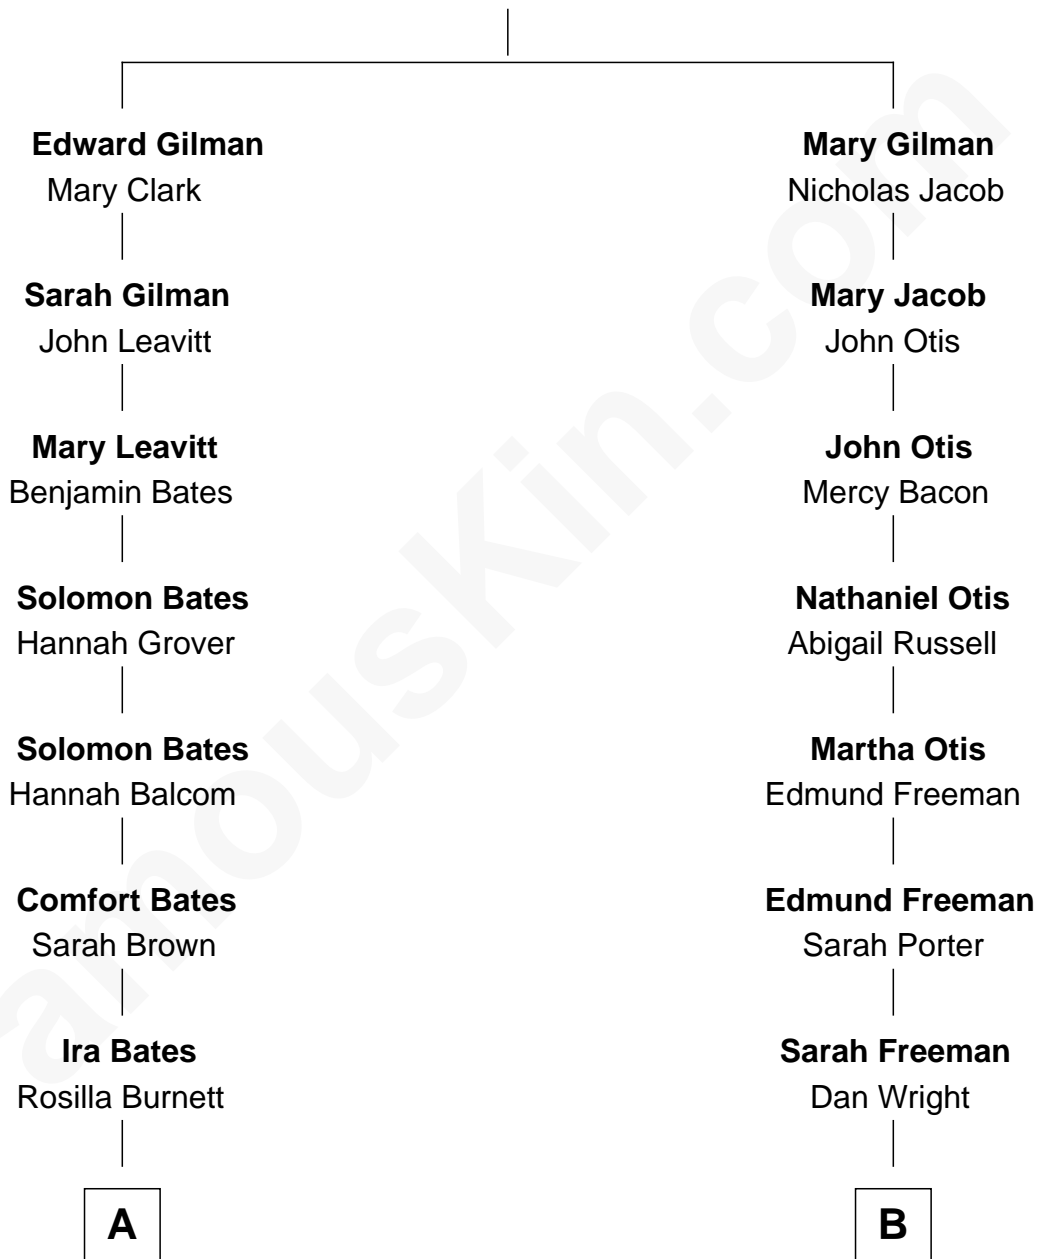 Edward Gilman
Mary Clark
Sarah Gilman
John Leavitt
Mary Leavitt
Benjamin Bates
Solomon Bates
Hannah Grover
Solomon Bates
Hannah Balcom
Comfort Bates
Sarah Brown
Ira Bates
Rosilla Burnett
A
Mary Gilman
Nicholas Jacob
Mary Jacob
John Otis
John Otis
Mercy Bacon
Nathaniel Otis
Abigail Russell
Martha Otis
Edmund Freeman
Edmund Freeman
Sarah Porter
Sarah Freeman
Dan Wright
B
amousKin.com